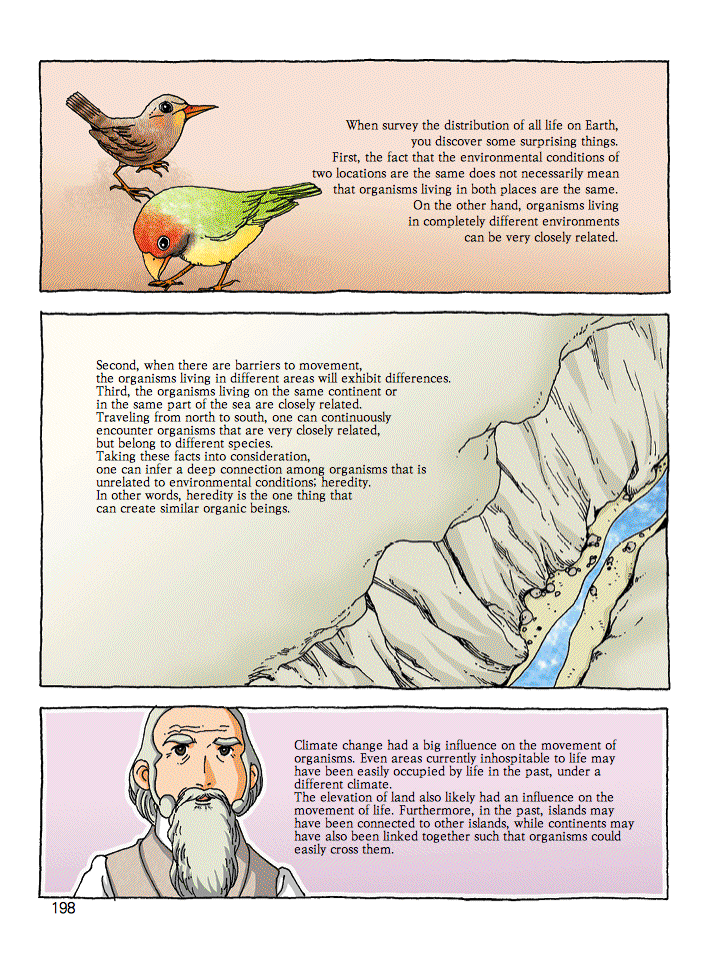 When survey the distribution of all life on Earth,
you discover some surprising things.
First, the fact that the environmental conditions of
two locations are the same does not necessarily mean
that organisms living in both places are the same.
On the other hand, organisms living
in completely different environments
can be very closely related.
Second, when there are barriers to movement,
the organisms living in different areas will exhibit differences.
Third, the organisms living on the same continent or
in the same part of the sea are closely related.
Traveling from north to south, one can continuously
encounter organisms that are very closely related,
but belong to different species.
Taking these facts into consideration,
one can infer a deep connection among organisms that is
unrelated to environmental conditions; heredity.
In other words, heredity is the one thing that
can create similar organic beings.
Climate change had a big influence on the movement of
organisms. Even areas currently inhospitable to life may
have been easily occupied by life in the past, under a
different climate.
The elevation of land also likely had an influence on the
movement of life. Furthermore, in the past, islands may
have been connected to other islands, while continents may
have also been linked together such that organisms could
easily cross them.
198